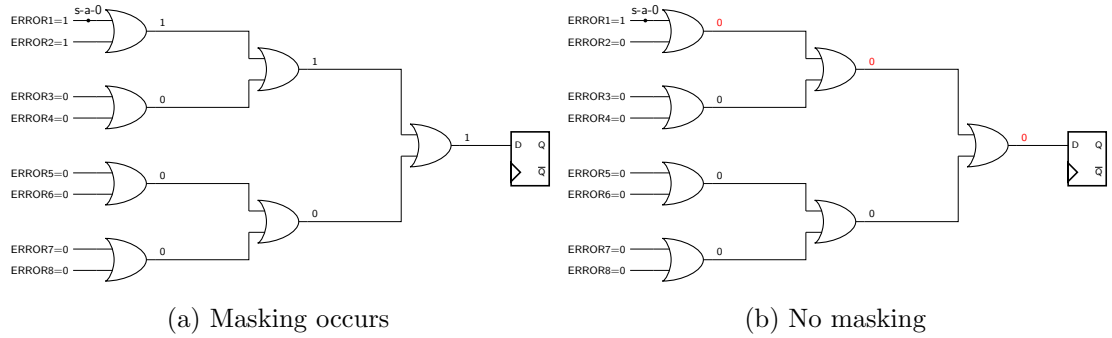 s-a-0
ERROR1=1
ERROR2=1
1
ERROR3=0
ERROR4=0
0
1
ERROR5=0
ERROR6=0
0
ERROR7=0
ERROR8=0
0
0
1
D Q
Q
(a) Masking occurs
s-a-0
ERROR1=1
ERROR2=0
0
ERROR3=0
ERROR4=0
0
0
ERROR5=0
ERROR6=0
0
ERROR7=0
ERROR8=0
0
0
0
D Q
Q
(b) No masking